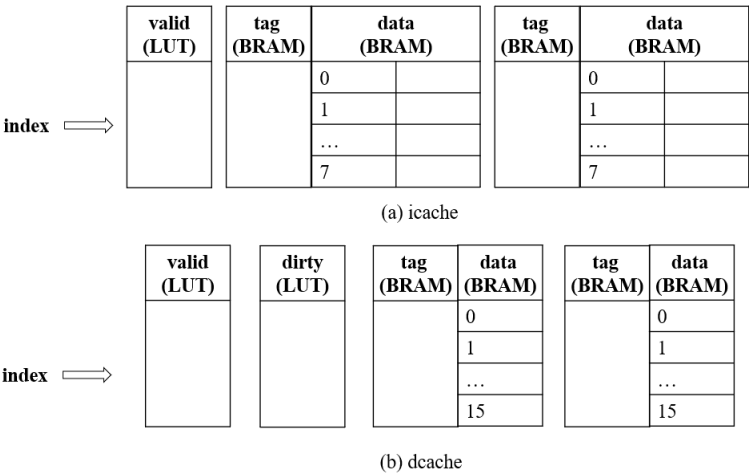 valid tag data tag data
(LUT) (BRAM) (BRAM) (BRAM) (BRAM)
0 0
1 1
index
... ...
7 7
(a) icache
valid dirty tag data tag data
(LUT) (LUT) (BRAM) (BRAM) (BRAM) (BRAM)
0 0
1 1
index
... ...
15 15
(b) dcache